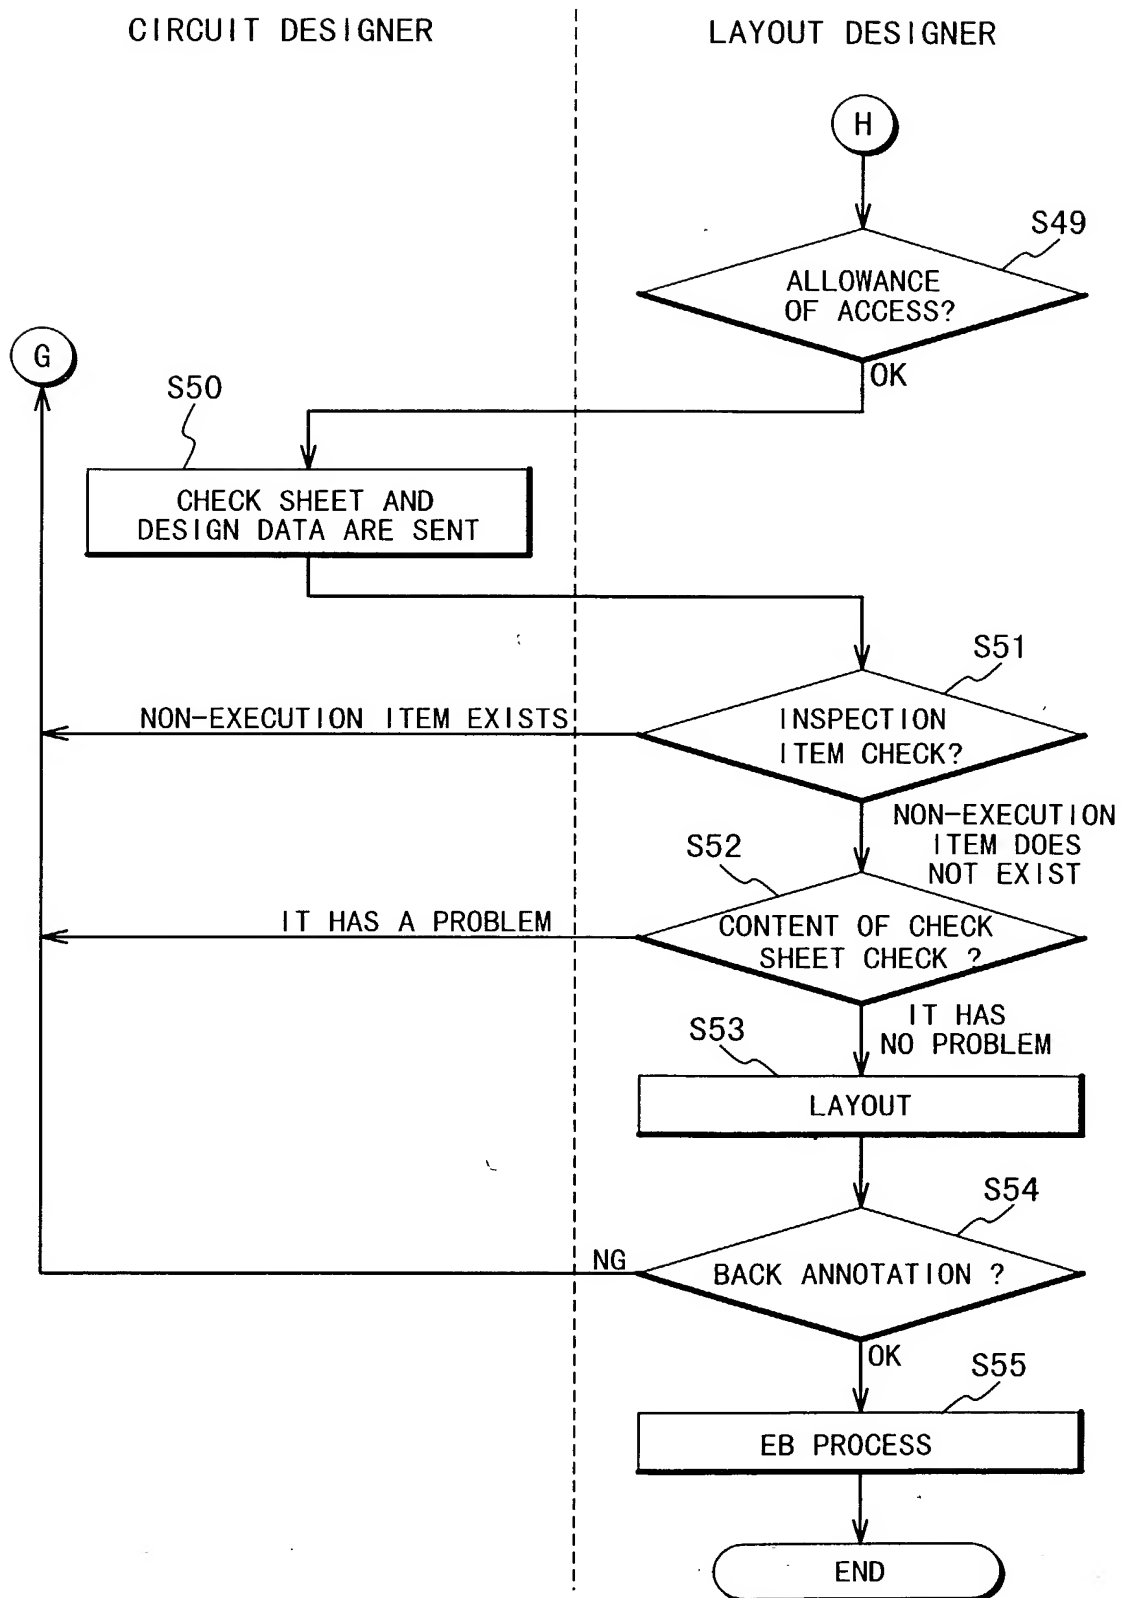 CIRCUIT DESIGNER
LAYOUT DESIGNER
H
S49
ALLOWANCE
OF ACCESS?
OK
G
S50
CHECK SHEET AND
DESIGN DATA ARE SENT
S51
INSPECTION
ITEM CHECK?
NON-EXECUTION ITEM EXISTS
NON-EXECUTION
ITEM DOES
NOT EXIST
S52
CONTENT OF CHECK
SHEET CHECK ?
IT HAS A PROBLEM
IT HAS
NO PROBLEM
S53
LAYOUT
S54
BACK ANNOTATION ?
NG
OK
S55
EB PROCESS
END